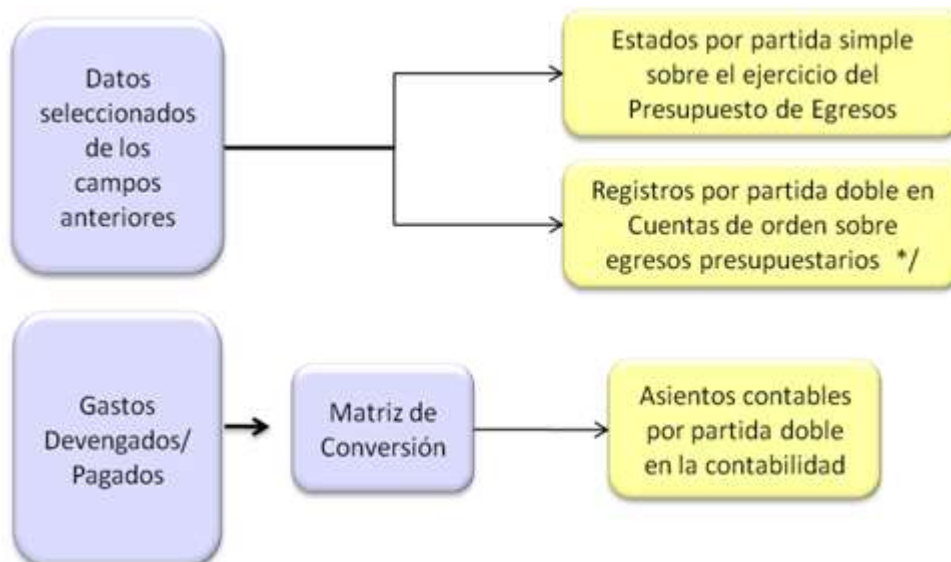 Datos
seleccionados
de los
campos
anteriores
Estados por partida simple
sobre el ejercicio del
Presupuesto de Egresos
Registros por partida doble en
Cuentas de orden sobre
egresos presupuestarios */
Gastos
Devengados/
Pagados
Matriz de
Conversión
Asientos contables
por partida doble
en la contabilidad